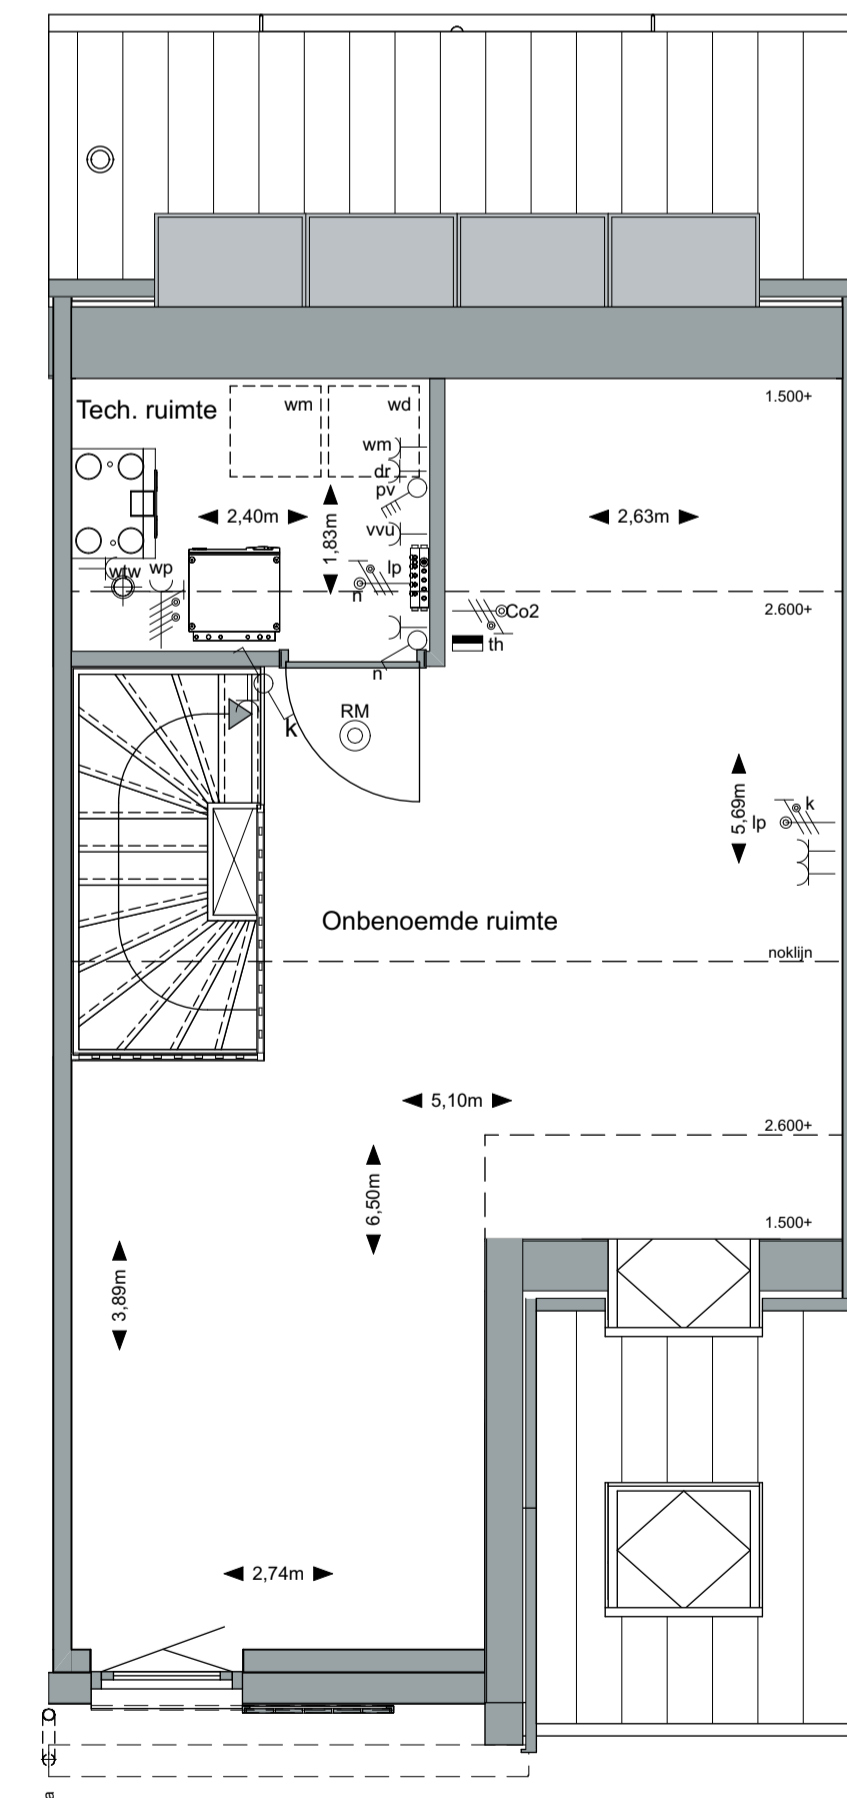 1.500+
Tech. ruimte
wm
wd
wm
dr
pv
2,40m
1,83m
2,63m
vvu
wtw
wp
lp
n
2.600+
Co2
th
n
k
RM
5,69m
k
lp
Onbenoemde ruimte
noklijn
5,10m
2.600+
6,50m
1.500+
3,89m
2,74m
a